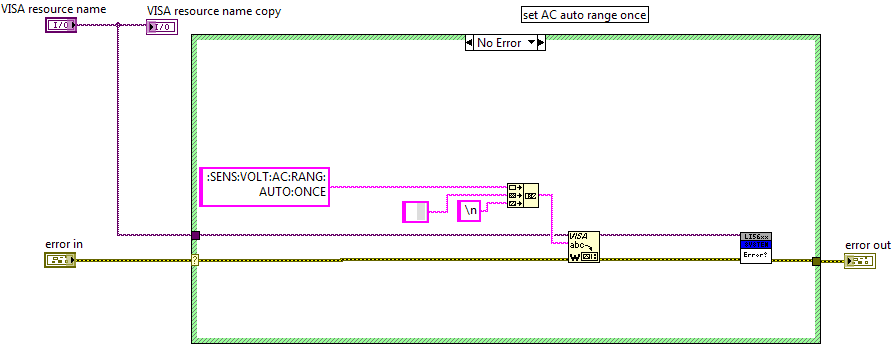 VISA resource name
VISA resource name copy
set AC auto range once
I/O
I/O
No Error
:SENS:VOLT:AC:RANG:
AUTO:ONCE
\n
VISA
abc
W
LIS6xx
Error?
error in
?
error out